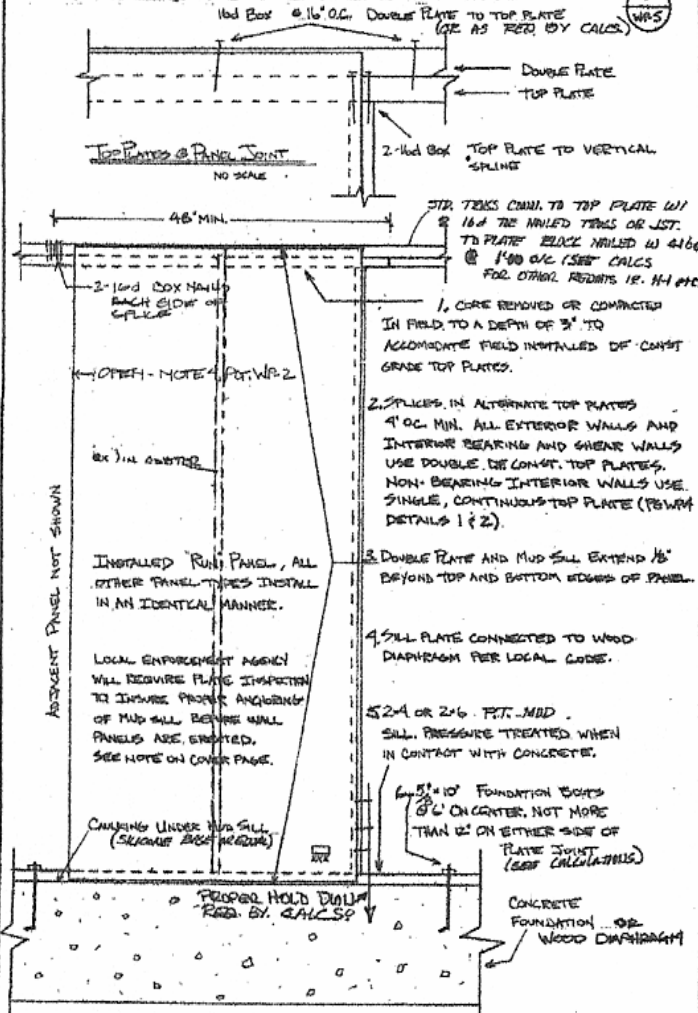 16d BOX @ 16" O.C. DOUBLE PLATE TO TOP PLATE
(OR AS REQ. BY CALCS)
WP.5
DOUBLE PLATE
TOP PLATE
TOP PLATES @ PANEL JOINT
NO SCALE
2-16d BOX TOP PLATE TO VERTICAL
SPLINE
48" MIN.
STD. TRUSS CONN. TO TOP PLATE W/
16d TOE NAILED TRUSS OR JST.
TO PLATE BLOCK NAILED W
@ O/C (SEE CALCS
FOR OTHER REQMTS
2-16d BOX NAILS
EACH SIDE OF
SPLICE
1. CORE REMOVED OR COMPACTED
IN FIELD TO A DEPTH OF 3" TO
ACCOMODATE FIELD INSTALLED DF CONST
GRADE TOP PLATES.
OPEN - NOTE 4, WP.2
2. SPLICES IN ALTERNATE TOP PLATES
4' OC. MIN. ALL EXTERIOR WALLS AND
INTERIOR BEARING AND SHEAR WALLS
USE DOUBLE DF CONST. TOP PLATES.
NON-BEARING INTERIOR WALLS USE
SINGLE, CONTINUOUS TOP PLATE (PG WP.4
DETAILS 1 & 2).
ADJACENT PANEL NOT SHOWN
INSTALLED "RUN" PANEL, ALL
OTHER PANEL TYPES INSTALL
IN AN IDENTICAL MANNER.
3. DOUBLE PLATE AND MUD SILL EXTEND 1/8"
BEYOND TOP AND BOTTOM EDGES OF PANEL.
LOCAL ENFORCEMENT AGENCY
WILL REQUIRE PLATE INSPECTION
TO INSURE PROPER ANCHORING
OF MUD SILL BEFORE WALL
PANELS ARE ERECTED.
SEE NOTE ON COVER PAGE.
4. SILL PLATE CONNECTED TO WOOD
DIAPHRAGM PER LOCAL CODE.
5. 2x4 OR 2x6 P.T. MUD
SILL. PRESSURE TREATED WHEN
IN CONTACT WITH CONCRETE.
6. 5/8" x 10" FOUNDATION BOLTS
@ 6' ON CENTER, NOT MORE
THAN 12" ON EITHER SIDE OF
PLATE JOINT
(SEE CALCULATIONS)
CAULKING UNDER MUD SILL
(SILICONE BASE OR EQUAL)
PROPER HOLD DOWN
REQ. BY CALCS.
CONCRETE
FOUNDATION OR
WOOD DIAPHRAGM